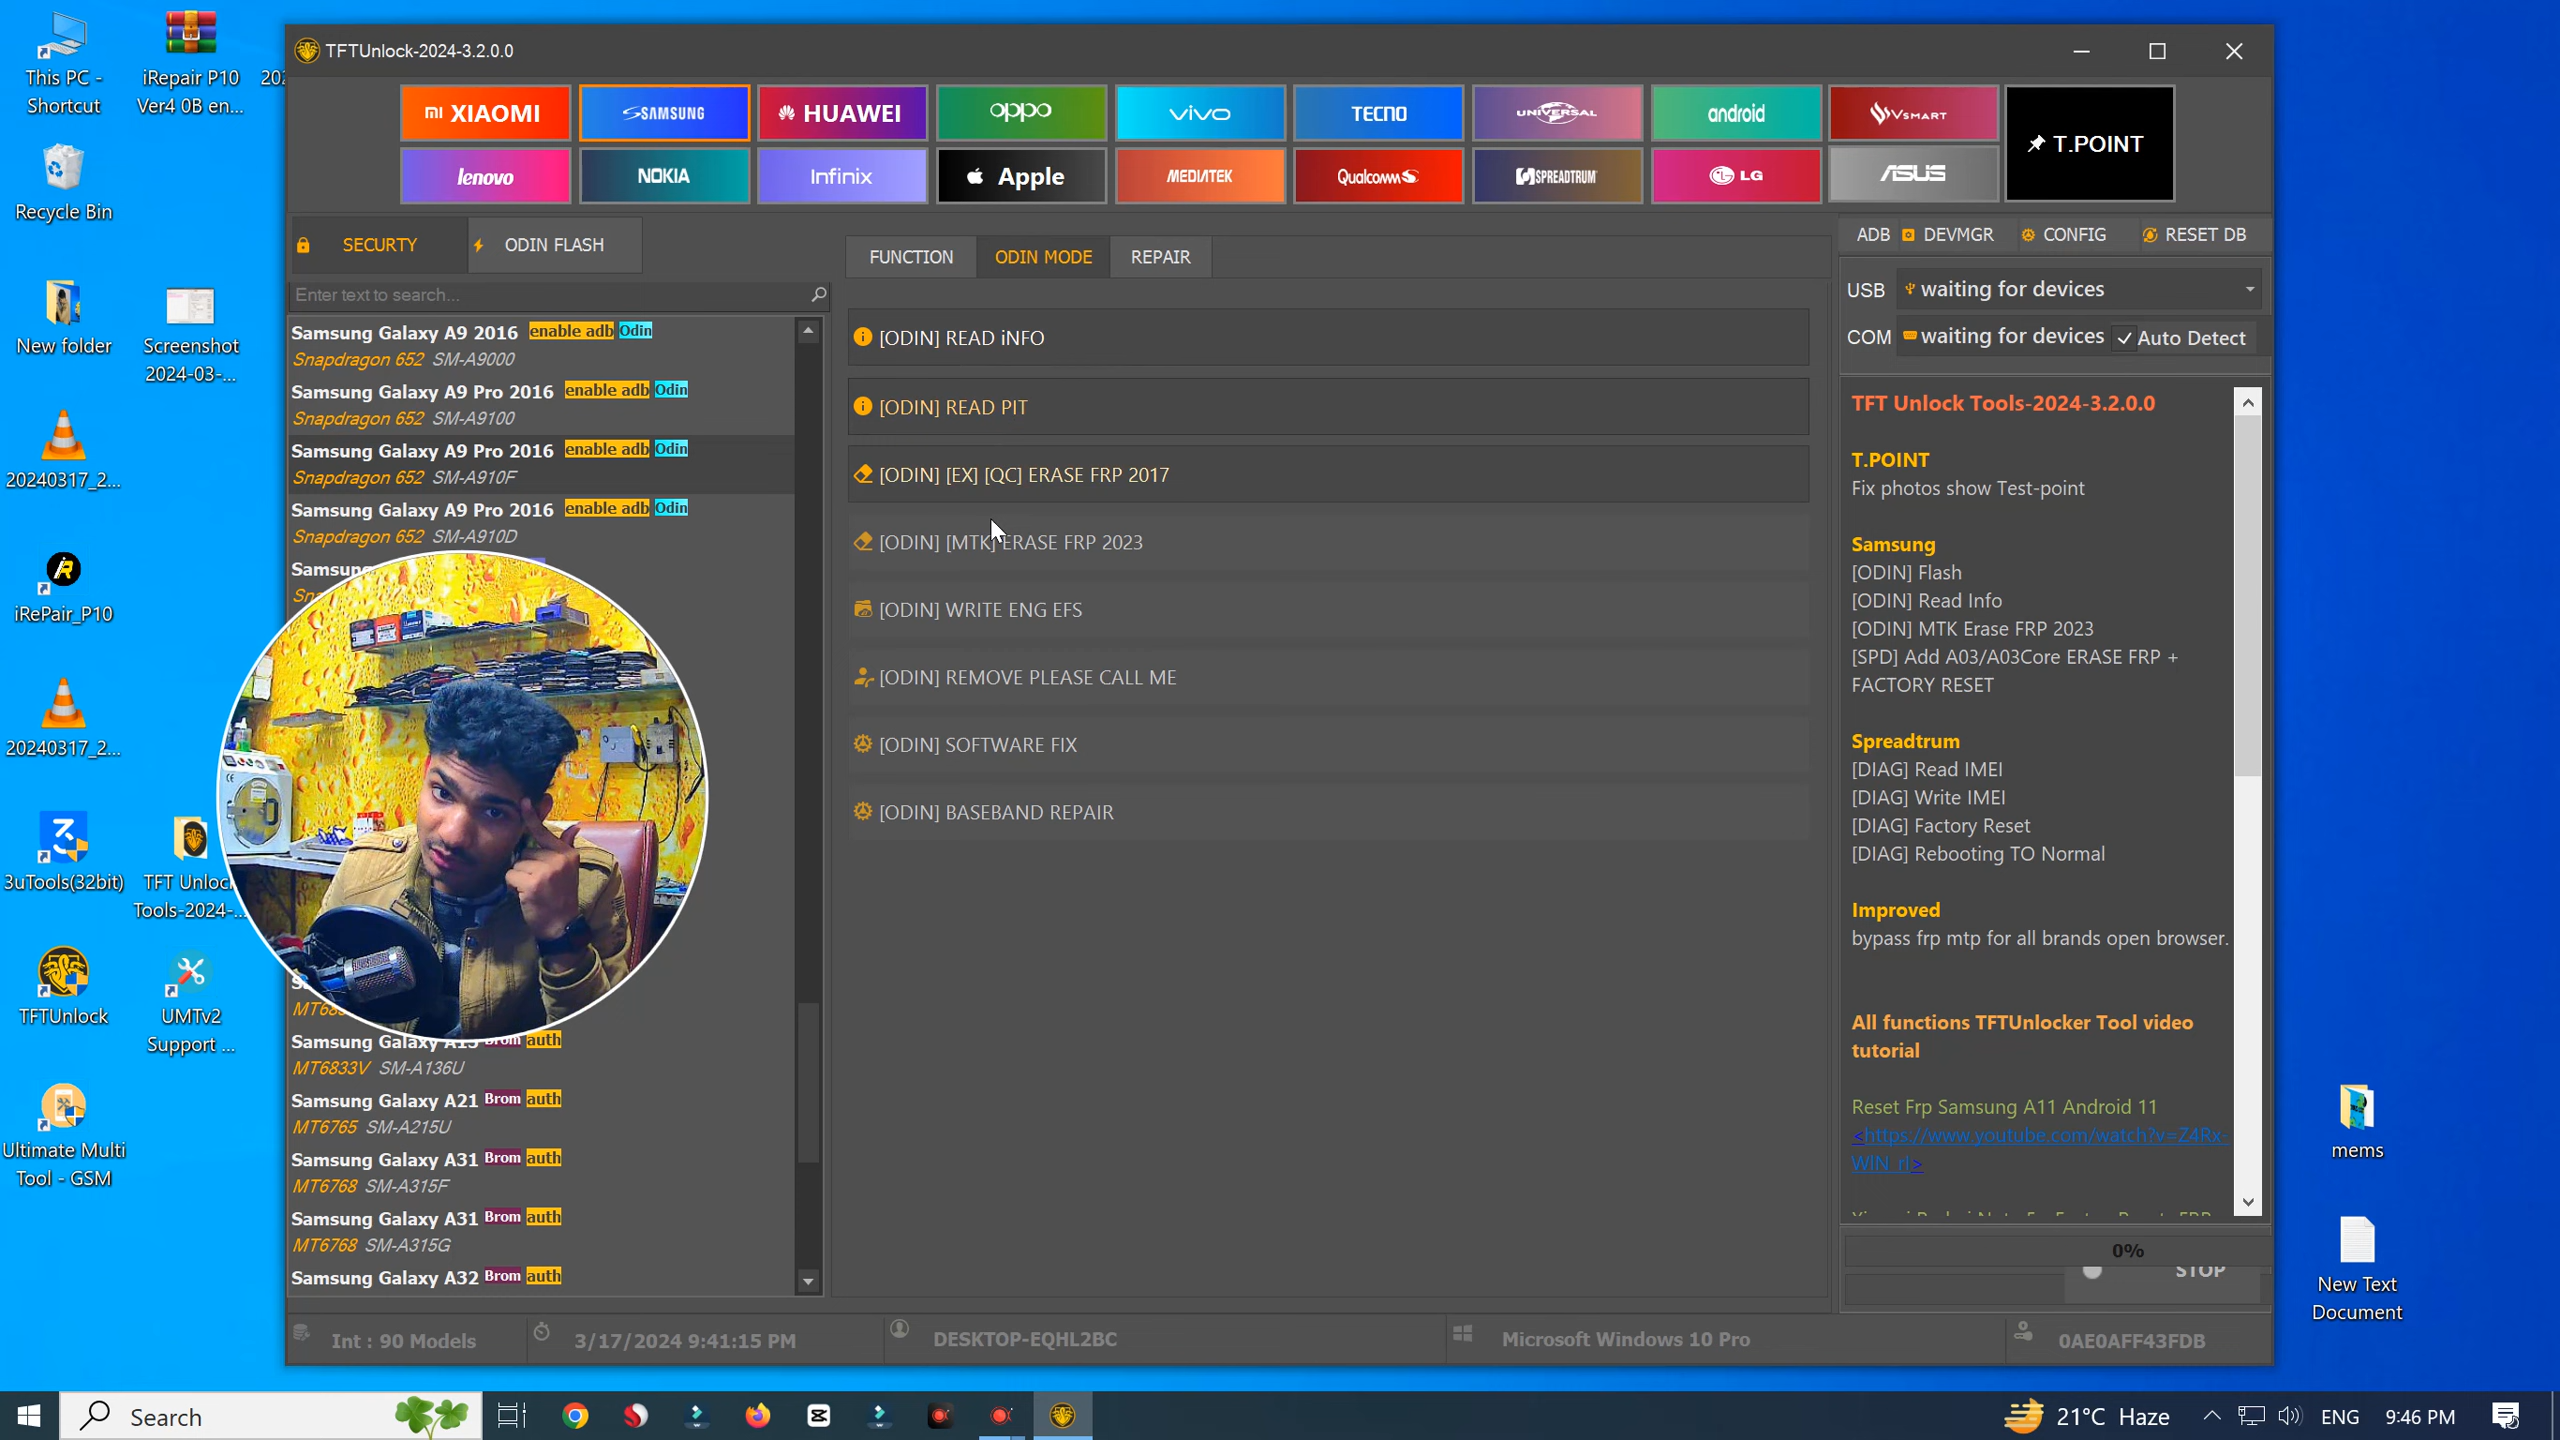 This PC -
Shortcut
iRepair P10
Ver4 0B en...
202
Recycle Bin
New folder
Screenshot
2024-03-...
20240317_2...
iRePair_P10
20240317_2...
3uTools(32bit)
TFT Unlock
Tools-2024-...
TFTUnlock
UMTv2
Support ...
Ultimate Multi
Tool - GSM
mems
New Text
Document
TFTUnlock-2024-3.2.0.0
mi XIAOMI
SAMSUNG
HUAWEI
oppo
vivo
TECNO
UNIVERSAL
android
VSMART
T.POINT
lenovo
NOKIA
Infinix
Apple
MEDIATEK
Qualcomm
SPREADTRUM
LG
ASUS
SECURTY
ODIN FLASH
Enter text to search...
Samsung Galaxy A9 2016 enable adb Odin
Snapdragon 652 SM-A9000
Samsung Galaxy A9 Pro 2016 enable adb Odin
Snapdragon 652 SM-A9100
Samsung Galaxy A9 Pro 2016 enable adb Odin
Snapdragon 652 SM-A910F
Samsung Galaxy A9 Pro 2016 enable adb Odin
Snapdragon 652 SM-A910D
Samsung
Sna
MT683
Samsung Galaxy A13 Brom auth
MT6833V SM-A136U
Samsung Galaxy A21 Brom auth
MT6765 SM-A215U
Samsung Galaxy A31 Brom auth
MT6768 SM-A315F
Samsung Galaxy A31 Brom auth
MT6768 SM-A315G
Samsung Galaxy A32 Brom auth
FUNCTION
ODIN MODE
REPAIR
[ODIN] READ iNFO
[ODIN] READ PIT
[ODIN] [EX] [QC] ERASE FRP 2017
[ODIN] [MTK] ERASE FRP 2023
[ODIN] WRITE ENG EFS
[ODIN] REMOVE PLEASE CALL ME
[ODIN] SOFTWARE FIX
[ODIN] BASEBAND REPAIR
ADB
DEVMGR
CONFIG
RESET DB
USB waiting for devices
COM waiting for devices Auto Detect
TFT Unlock Tools-2024-3.2.0.0
T.POINT
Fix photos show Test-point
Samsung
[ODIN] Flash
[ODIN] Read Info
[ODIN] MTK Erase FRP 2023
[SPD] Add A03/A03Core ERASE FRP +
FACTORY RESET
Spreadtrum
[DIAG] Read IMEI
[DIAG] Write IMEI
[DIAG] Factory Reset
[DIAG] Rebooting TO Normal
Improved
bypass frp mtp for all brands open browser.
All functions TFTUnlocker Tool video
tutorial
Reset Frp Samsung A11 Android 11
<https://www.youtube.com/watch?v=Z4Rx-
WIN_rI>
0%
STOP
Int : 90 Models
3/17/2024 9:41:15 PM
DESKTOP-EQHL2BC
Microsoft Windows 10 Pro
0AE0AFF43FDB
Search
21°C Haze
ENG
9:46 PM